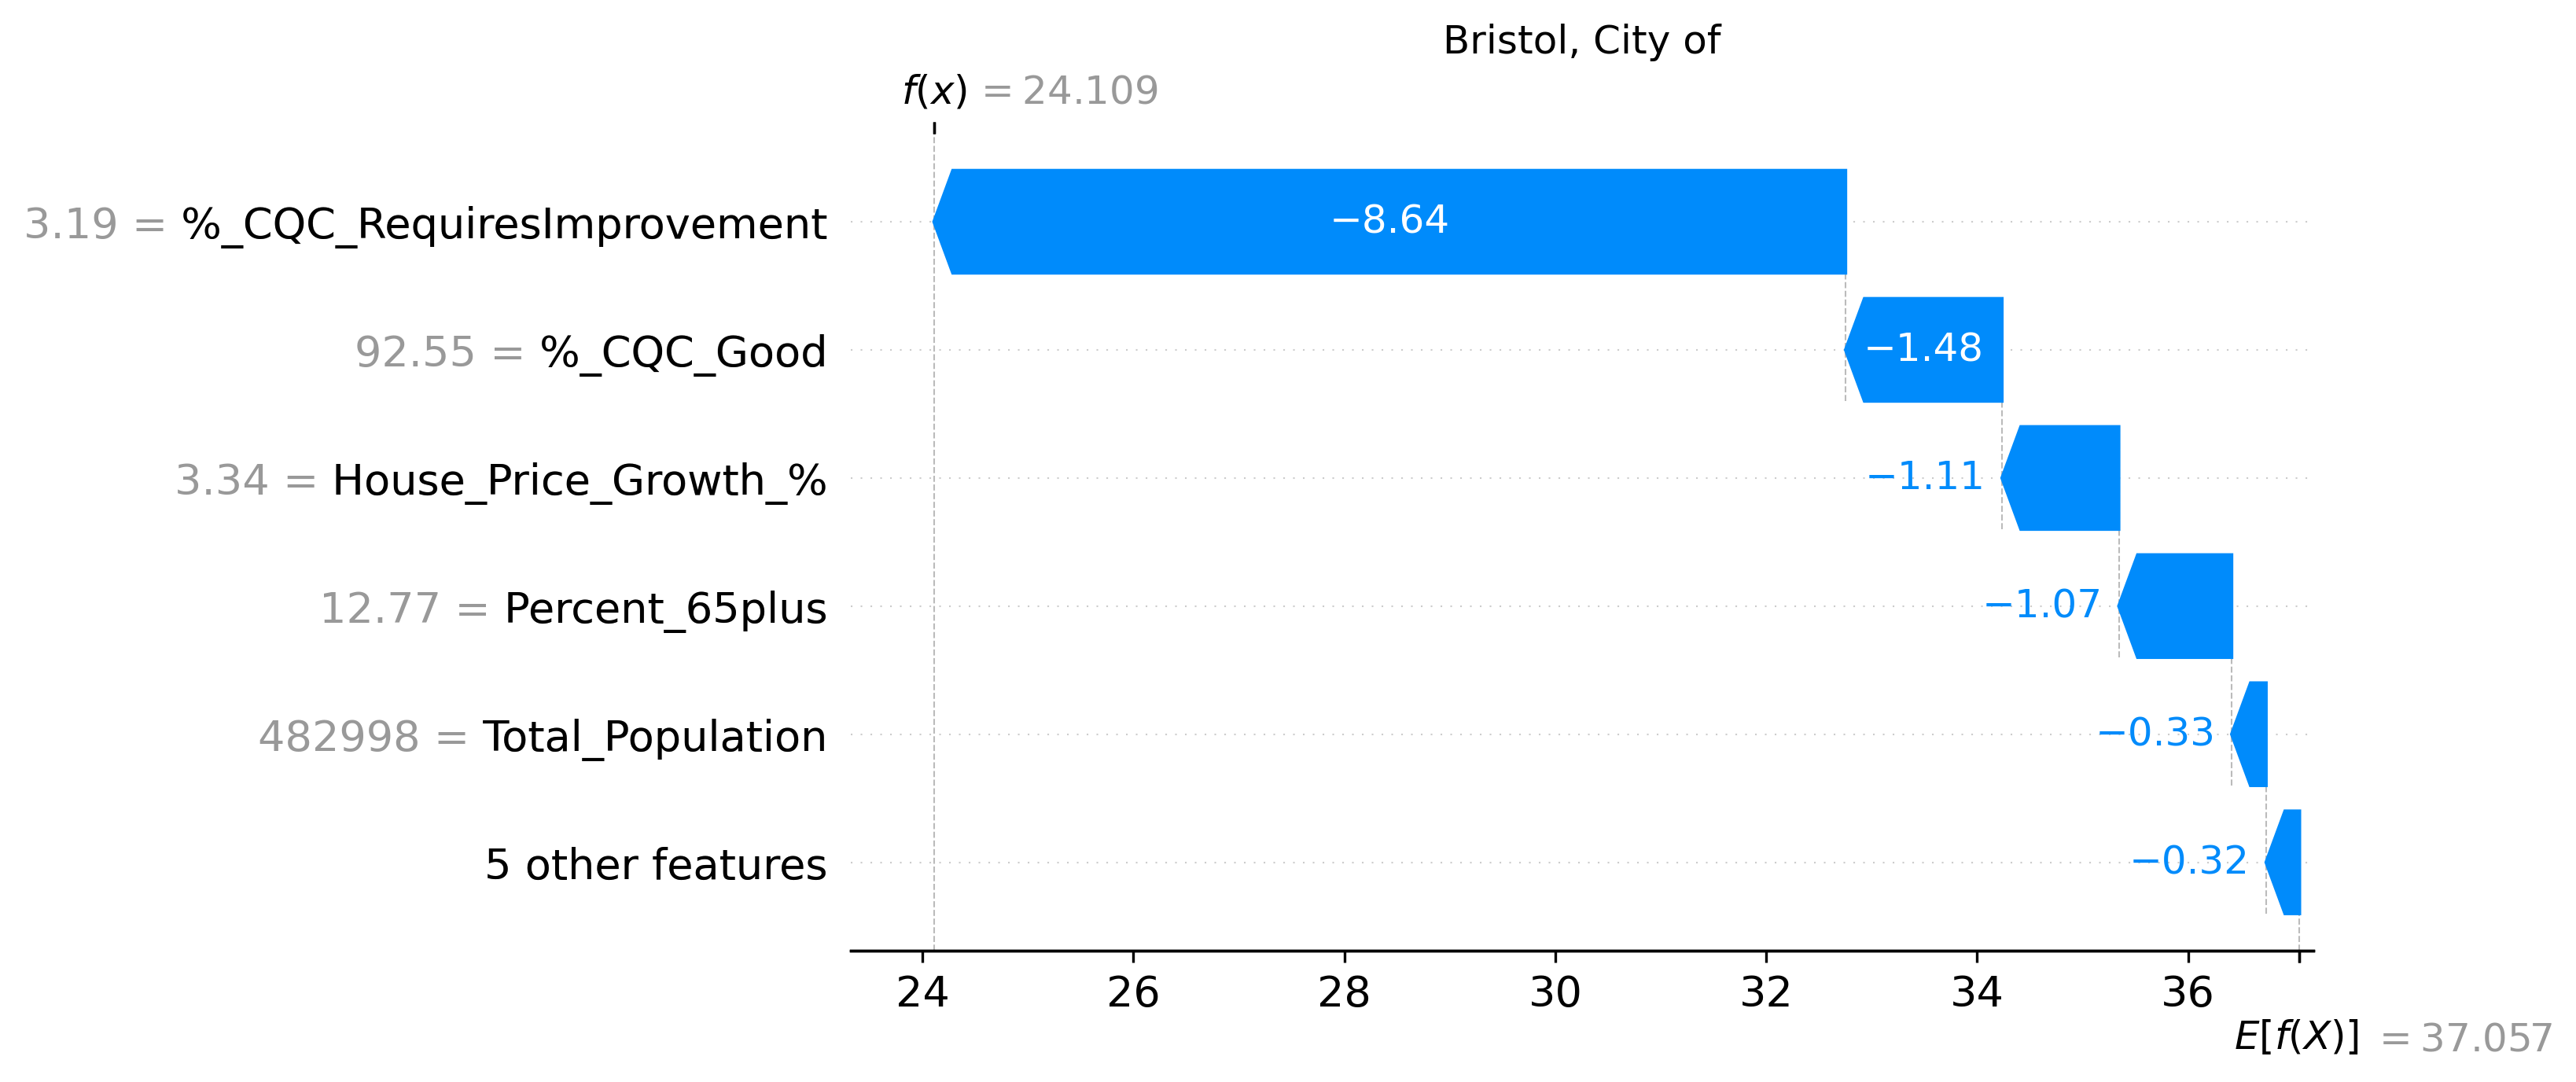 Bristol, City of
f(x) = 24.109
3.19 = %_CQC_RequiresImprovement
−8.64
92.55 = %_CQC_Good
−1.48
3.34 = House_Price_Growth_%
−1.11
12.77 = Percent_65plus
−1.07
482998 = Total_Population
−0.33
5 other features
−0.32
24 26 28 30 32 34 36
E[f(X)] = 37.057